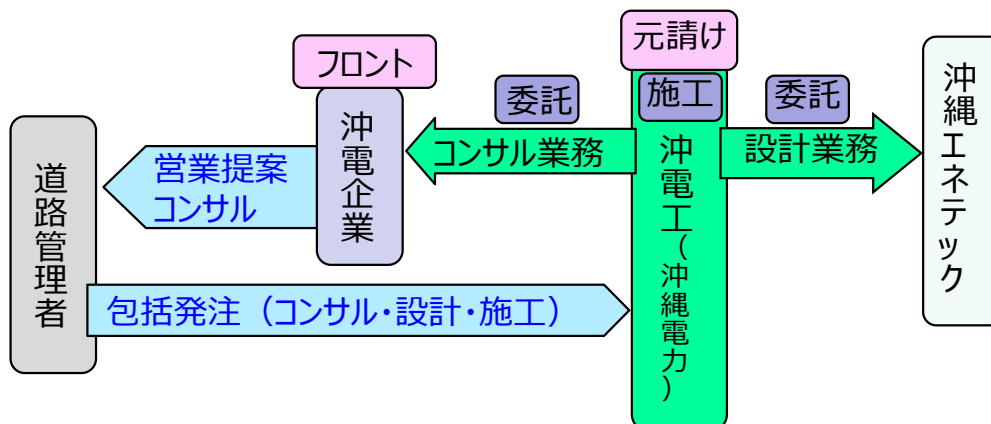 元請け
フロント
施工
委託
委託
沖縄エネテック
コンサル業務
設計業務
沖電企業
沖電工(沖縄電力)
道路管理者
営業提案
コンサル
包括発注（コンサル・設計・施工）